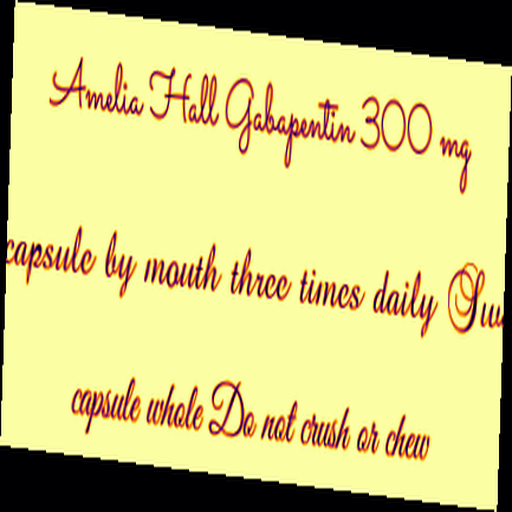 Amelia Hall Gabapentin 300 mg
capsule by mouth three times daily
capsule whole Do not crush or chew